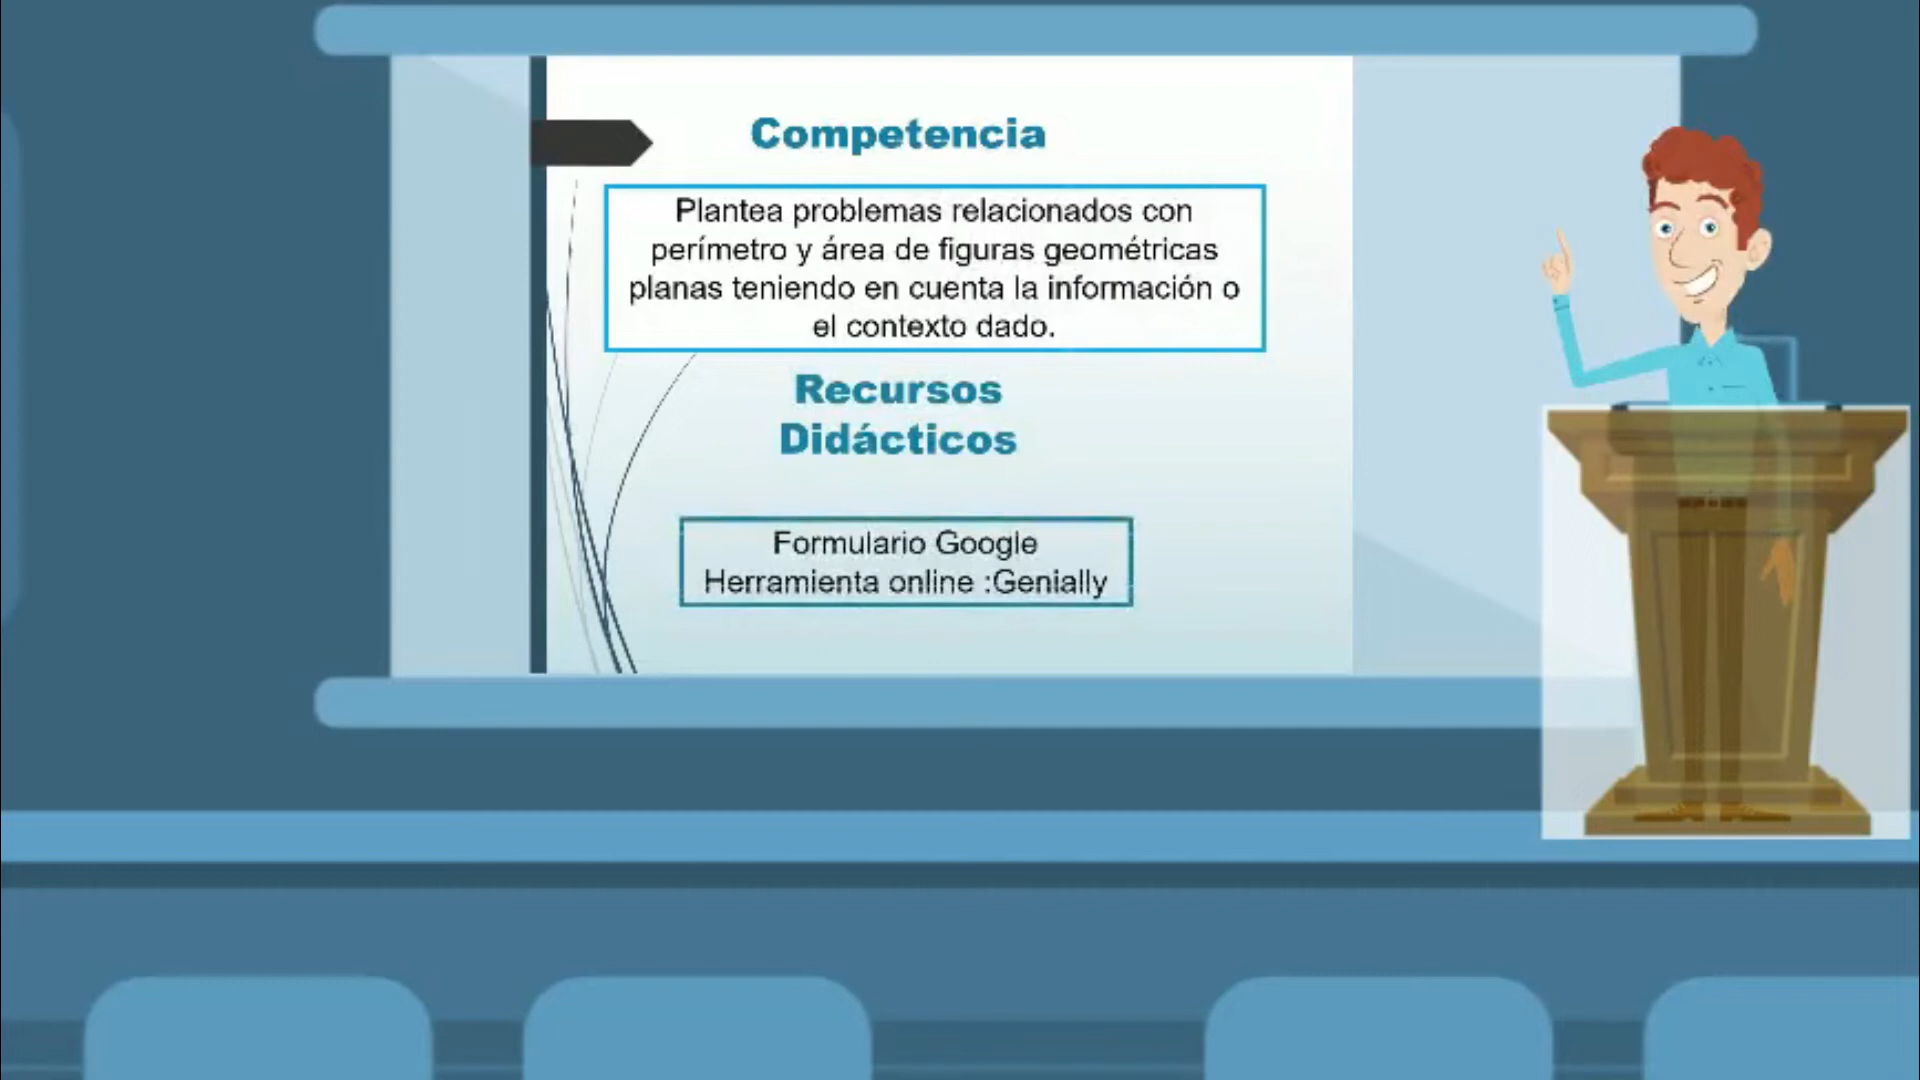 Competencia
Plantea problemas relacionados con
perímetro y área de figuras geométricas
planas teniendo en cuenta la información o
el contexto dado.
Recursos
Didácticos
Formulario Google
Herramienta online :Genially